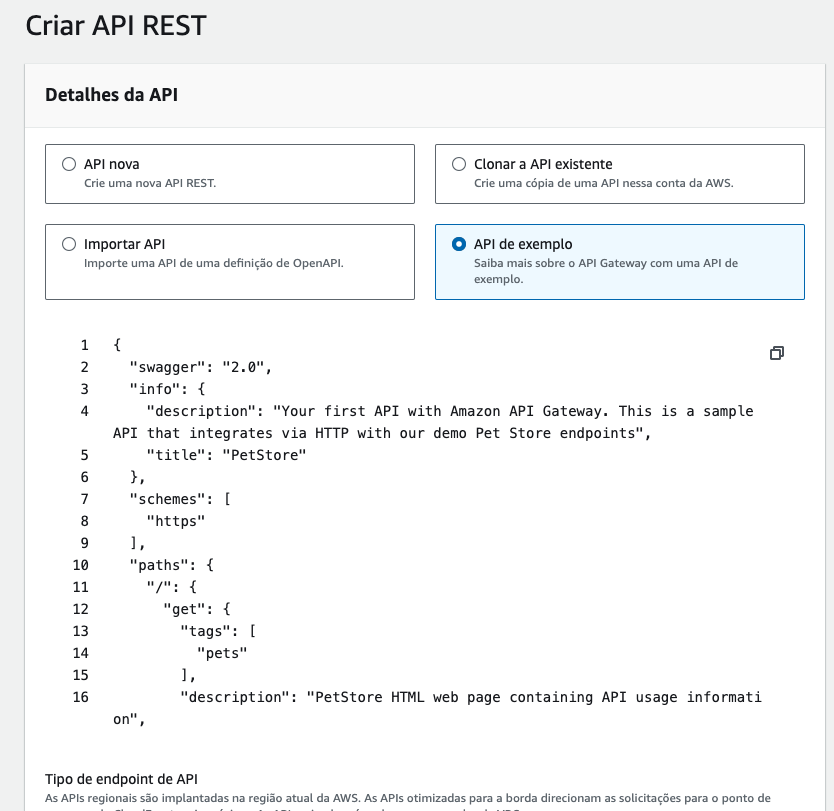 Criar API REST
Detalhes da API
API nova
Crie uma nova API REST.
Clonar a API existente
Crie uma cópia de uma API nessa conta da AWS.
Importar API
Importe uma API de uma definição de OpenAPI.
API de exemplo
Saiba mais sobre o API Gateway com uma API de
exemplo.
1 {
2 "swagger": "2.0",
3 "info": {
4 "description": "Your first API with Amazon API Gateway. This is a sample
API that integrates via HTTP with our demo Pet Store endpoints",
5 "title": "PetStore"
6 },
7 "schemes": [
8 "https"
9 ],
10 "paths": {
11 "/": {
12 "get": {
13 "tags": [
14 "pets"
15 ],
16 "description": "PetStore HTML web page containing API usage informati
on",
Tipo de endpoint de API
As APIs regionais são implantadas na região atual da AWS. As APIs otimizadas para a borda direcionam as solicitações para o ponto de